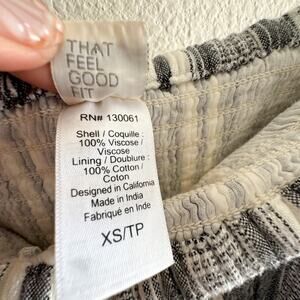 THAT
FEEL
GOOD
FIT
RN# 130061
Shell / Coquille :
100% Viscose /
Viscose
Lining / Doublure :
100% Cotton /
Coton
Designed in California
Made in India
Fabriqué en Inde
XS/TP